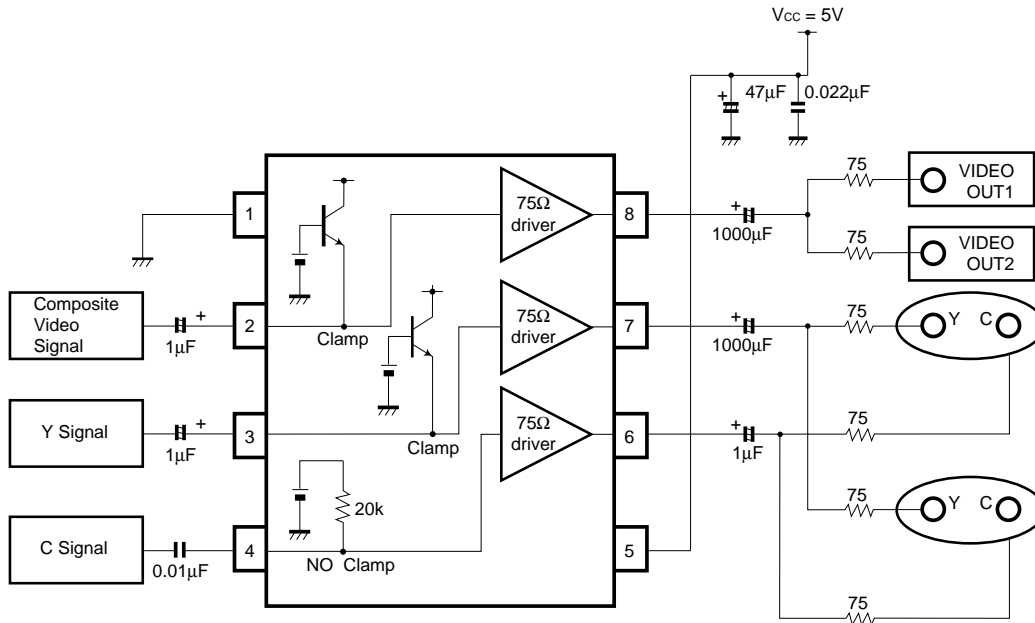 VCC = 5V
+ 47µF 0.022µF
75
VIDEO
OUT1
1 75Ω
driver 8 + 1000µF
75
VIDEO
OUT2
Composite
Video
Signal
+ 1µF
2 Clamp
75Ω
driver 7 + 1000µF
75
Y C
Y Signal
+ 1µF
3 Clamp
75Ω
driver 6 + 1µF
75
20k
C Signal
0.01µF
4 NO Clamp
5
75
Y C
75